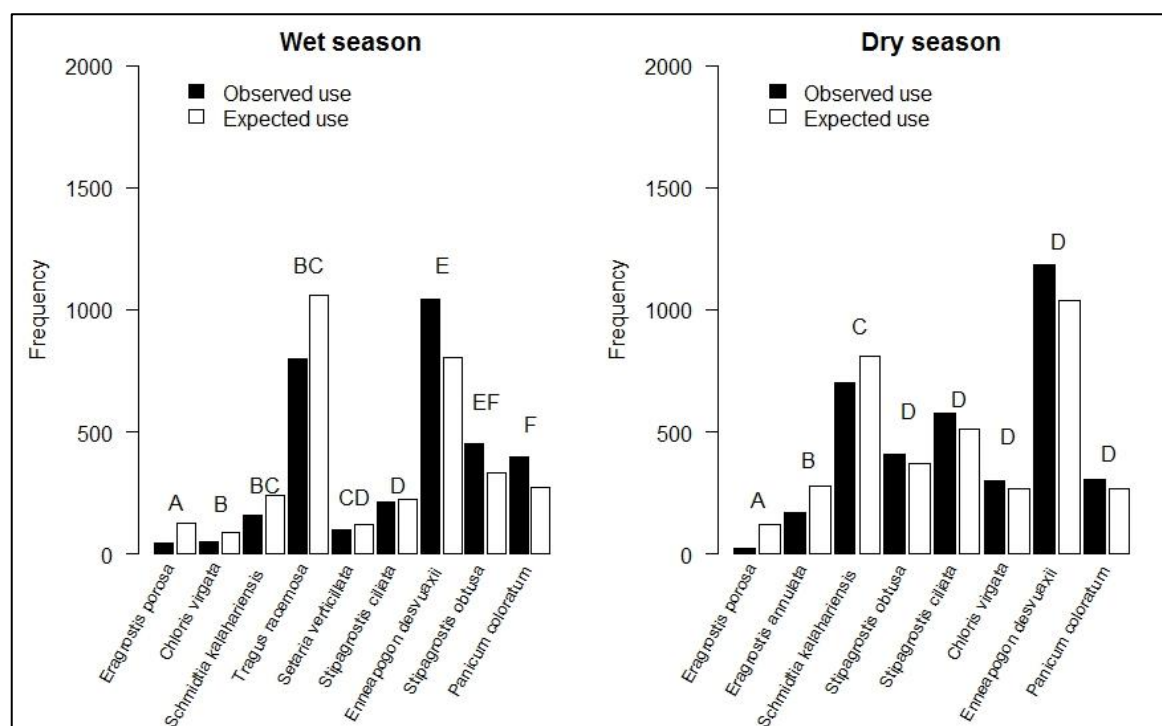 Wet season
2000
1500
1000
500
0
Frequency
Observed use
Expected use
A
B
BC
BC
CD
D
E
EF
F
Eragrostis porosa
Chloris virgata
Schmidtia kalahariensis
Tragus racemosa
Setaria verticillata
Stipagrostis ciliata
Enneapogon desvuaxii
Stipagrostis obtusa
Panicum coloratum
Dry season
2000
1500
1000
500
0
Frequency
Observed use
Expected use
A
B
C
D
D
D
D
D
Eragrostis porosa
Eragrostis annulata
Schmidtia kalahariensis
Stipagrostis obtusa
Stipagrostis ciliata
Chloris virgata
Enneapogon desvuaxii
Panicum coloratum